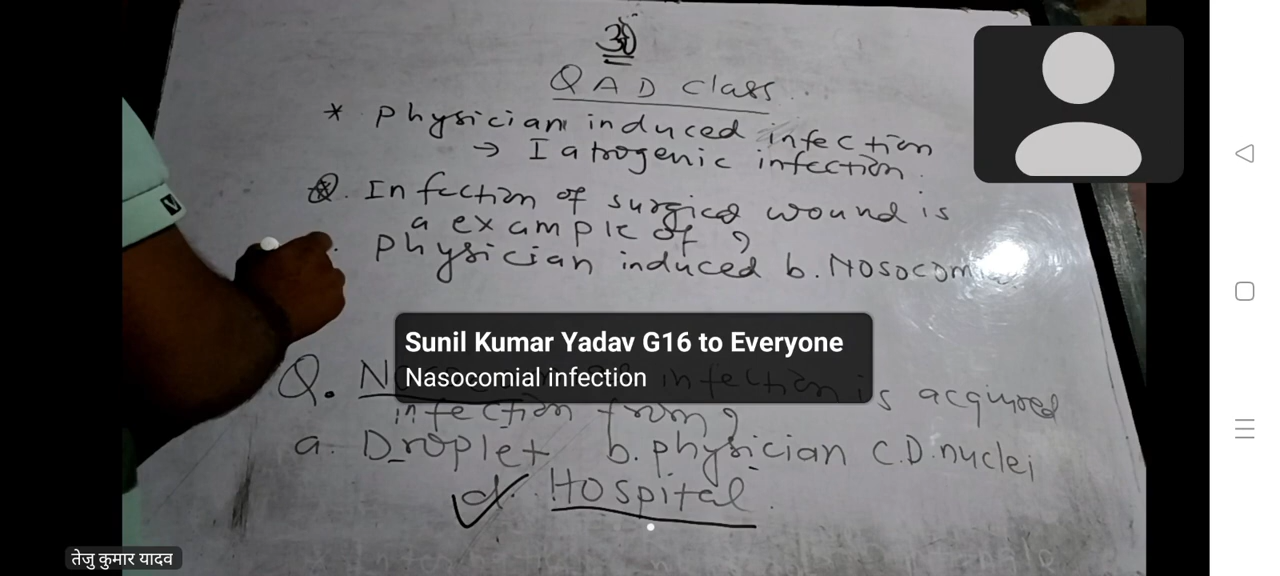 30
QAD class
* physician induced infection
→ Iatrogenic infection.
Q. Infection of surgical wound is
a example of ?
physician induced b. Nosocom
Sunil Kumar Yadav G16 to Everyone
Nasocomial infection
Q. N infection is acquired
infection from ?
a. Droplet b. physician c. D. nuclei
d. Hospital.
तेजु कुमार यादव